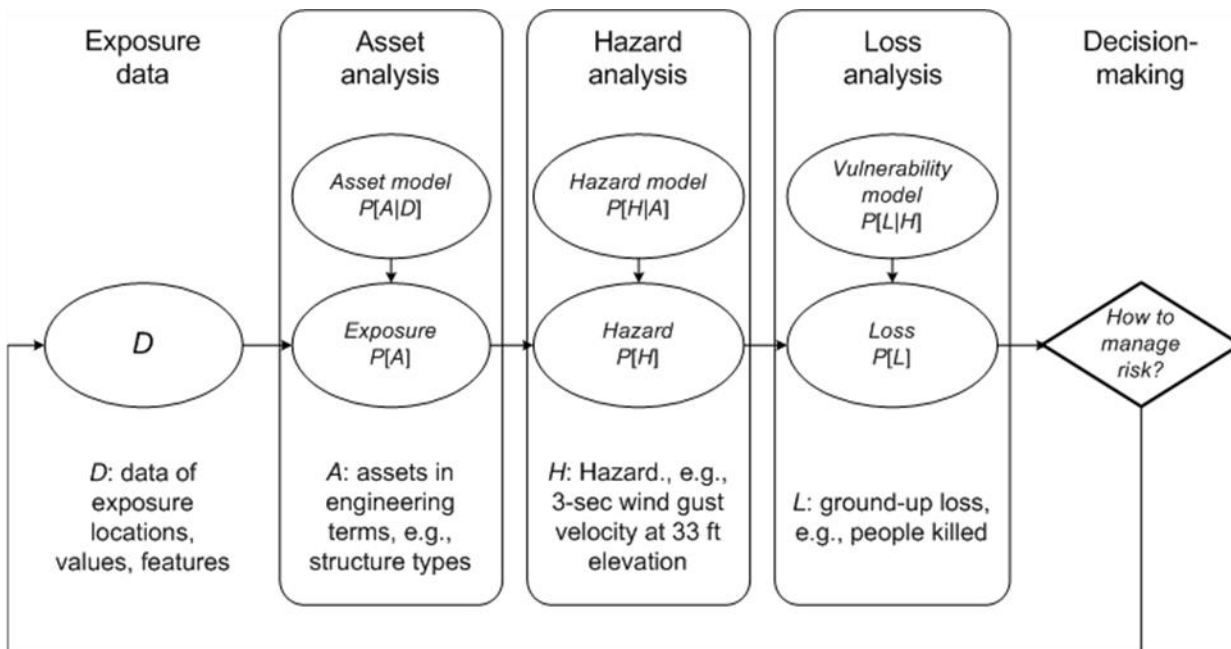 Exposure
data
Asset
analysis
Hazard
analysis
Loss
analysis
Decision-
making
Asset model
P[A|D]
Hazard model
P[H|A]
Vulnerability
model
P[L|H]
D
Exposure
P[A]
Hazard
P[H]
Loss
P[L]
How to
manage
risk?
D: data of
exposure
locations,
values, features
A: assets in
engineering
terms, e.g.,
structure types
H: Hazard., e.g.,
3-sec wind gust
velocity at 33 ft
elevation
L: ground-up loss,
e.g., people killed